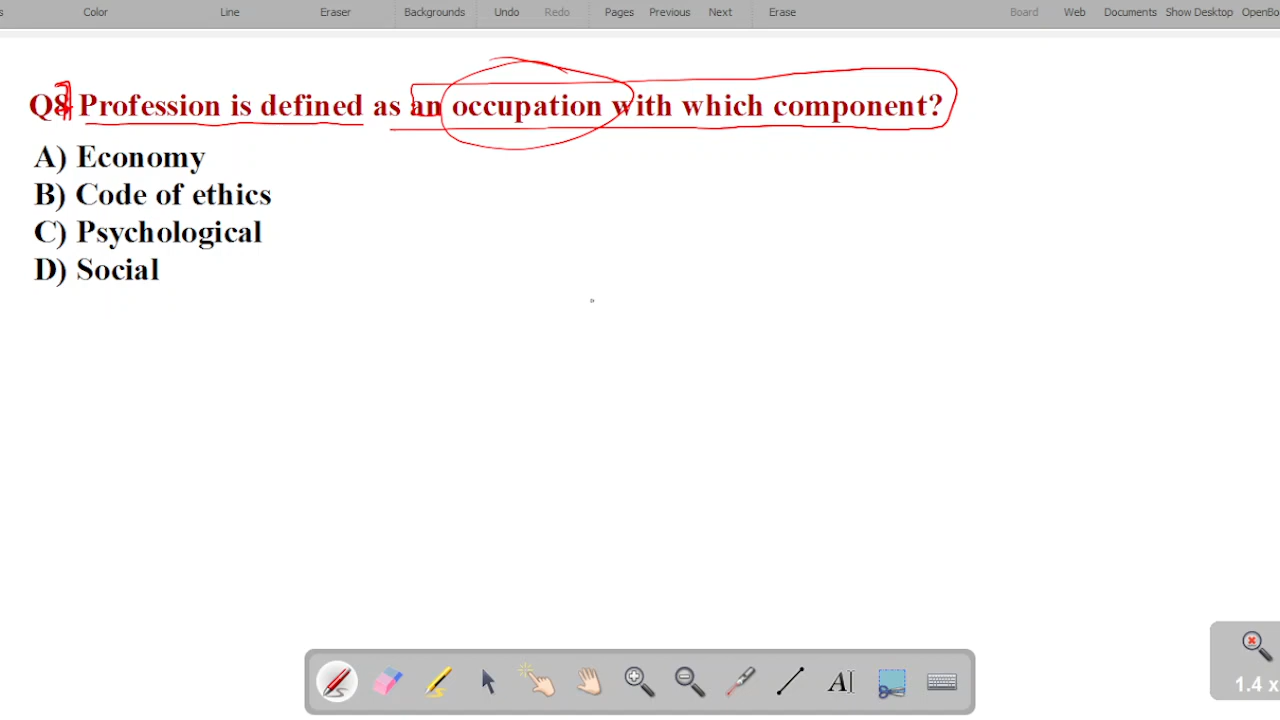 Color Line Eraser Backgrounds Undo Redo Pages Previous Next Erase Board Web Documents Show Desktop
Profession is defined as an occupation with which component?
A) Economy
B) Code of ethics
C) Psychological
D) Social
1.4 x